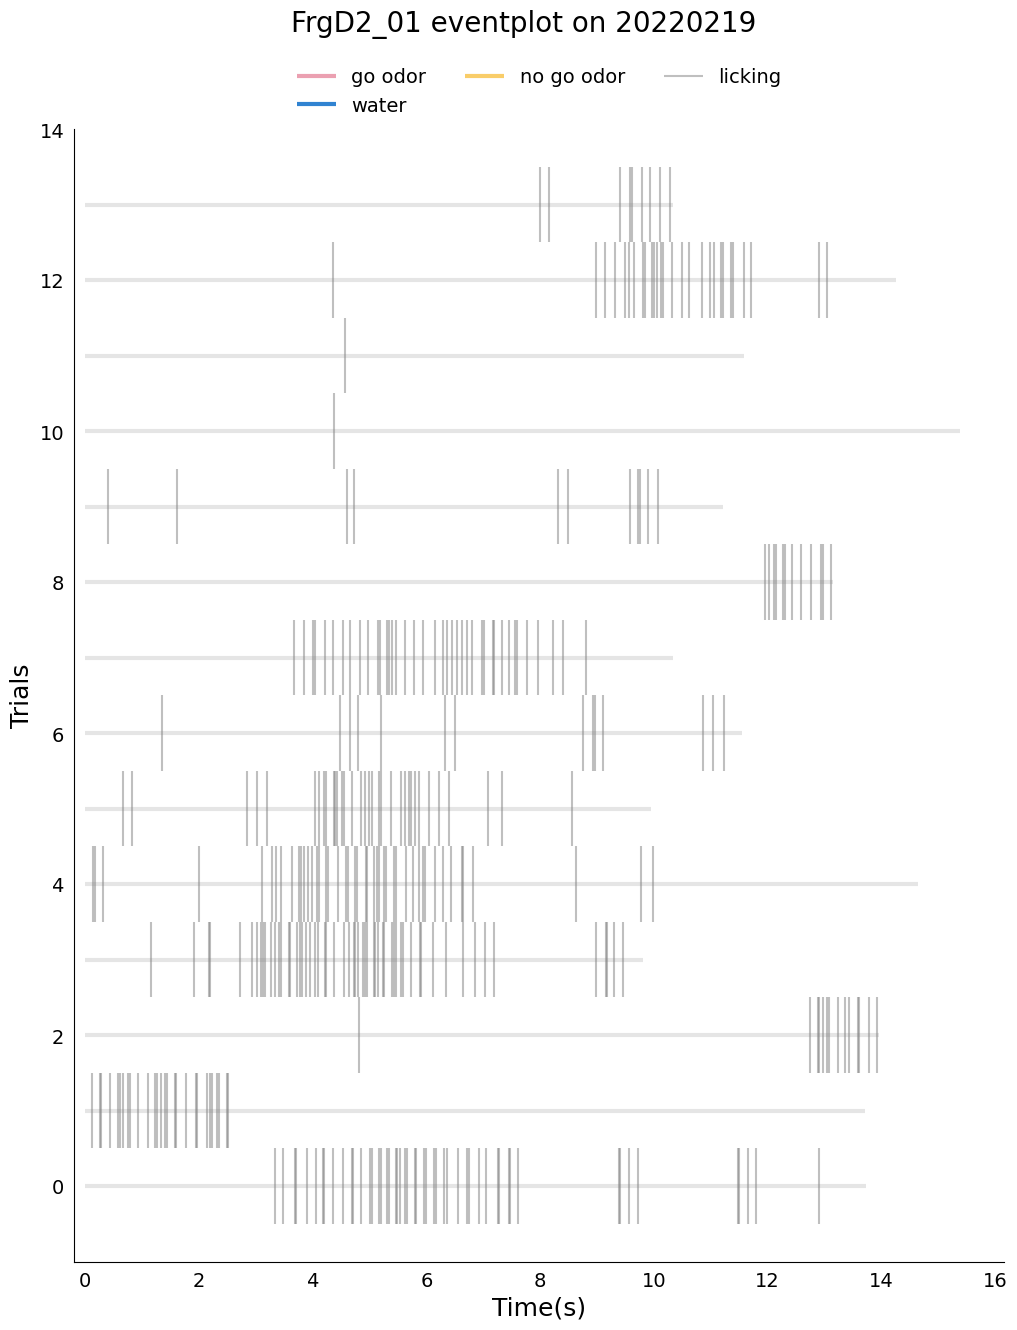 FrgD2_01 eventplot on 20220219
go odor
no go odor
licking
water
14
12
10
8
6
4
2
0
Trials
0 2 4 6 8 10 12 14 16
Time(s)